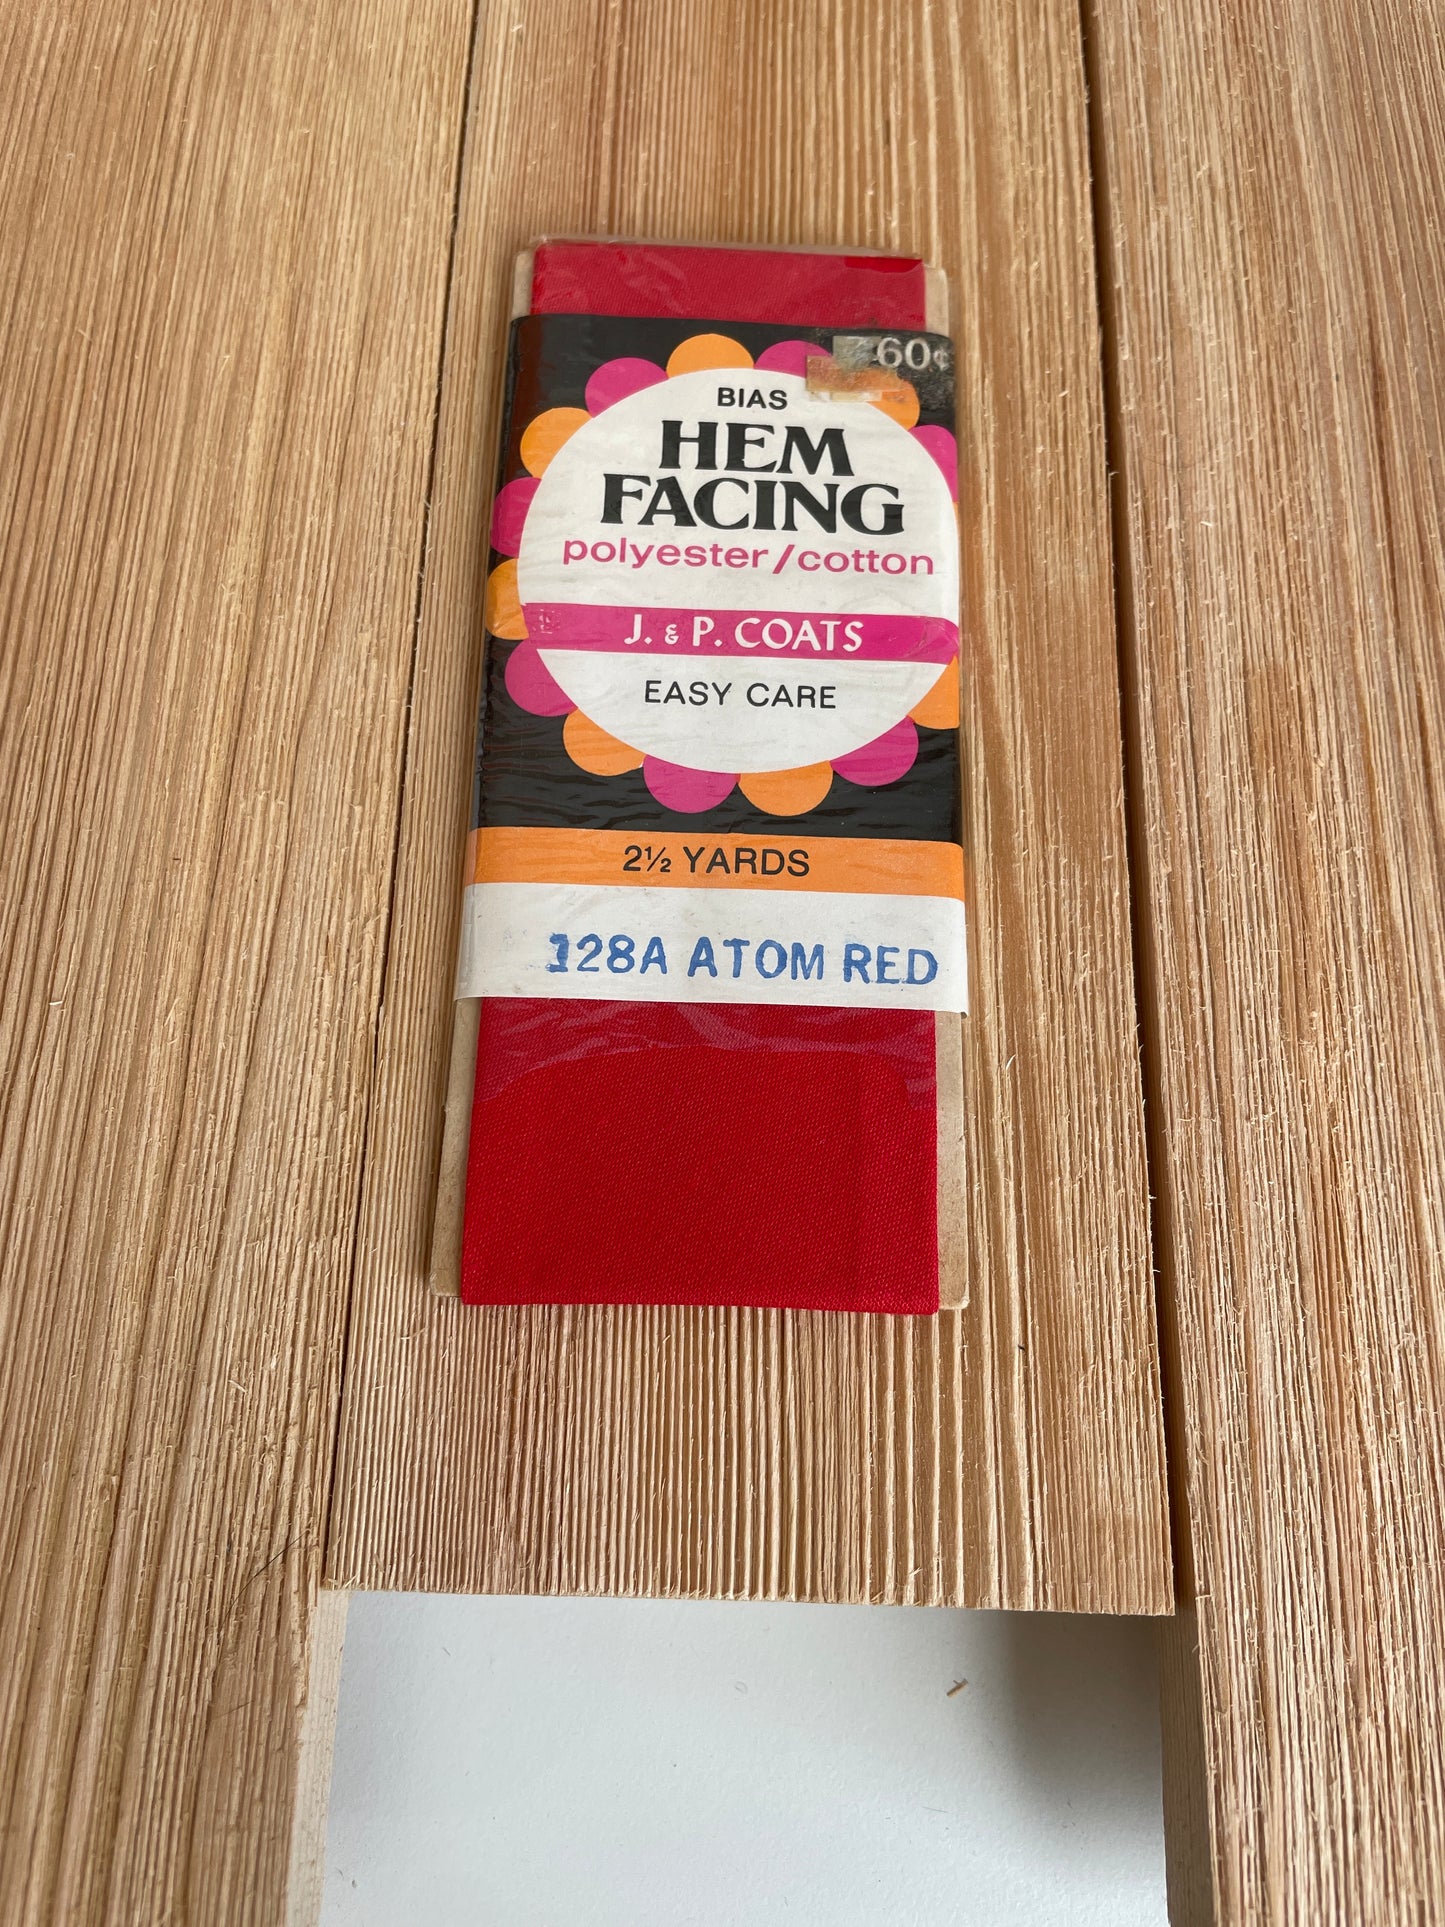 60¢
BIAS
HEM
FACING
polyester/cotton
J. & P. COATS
EASY CARE
2½ YARDS
128A ATOM RED